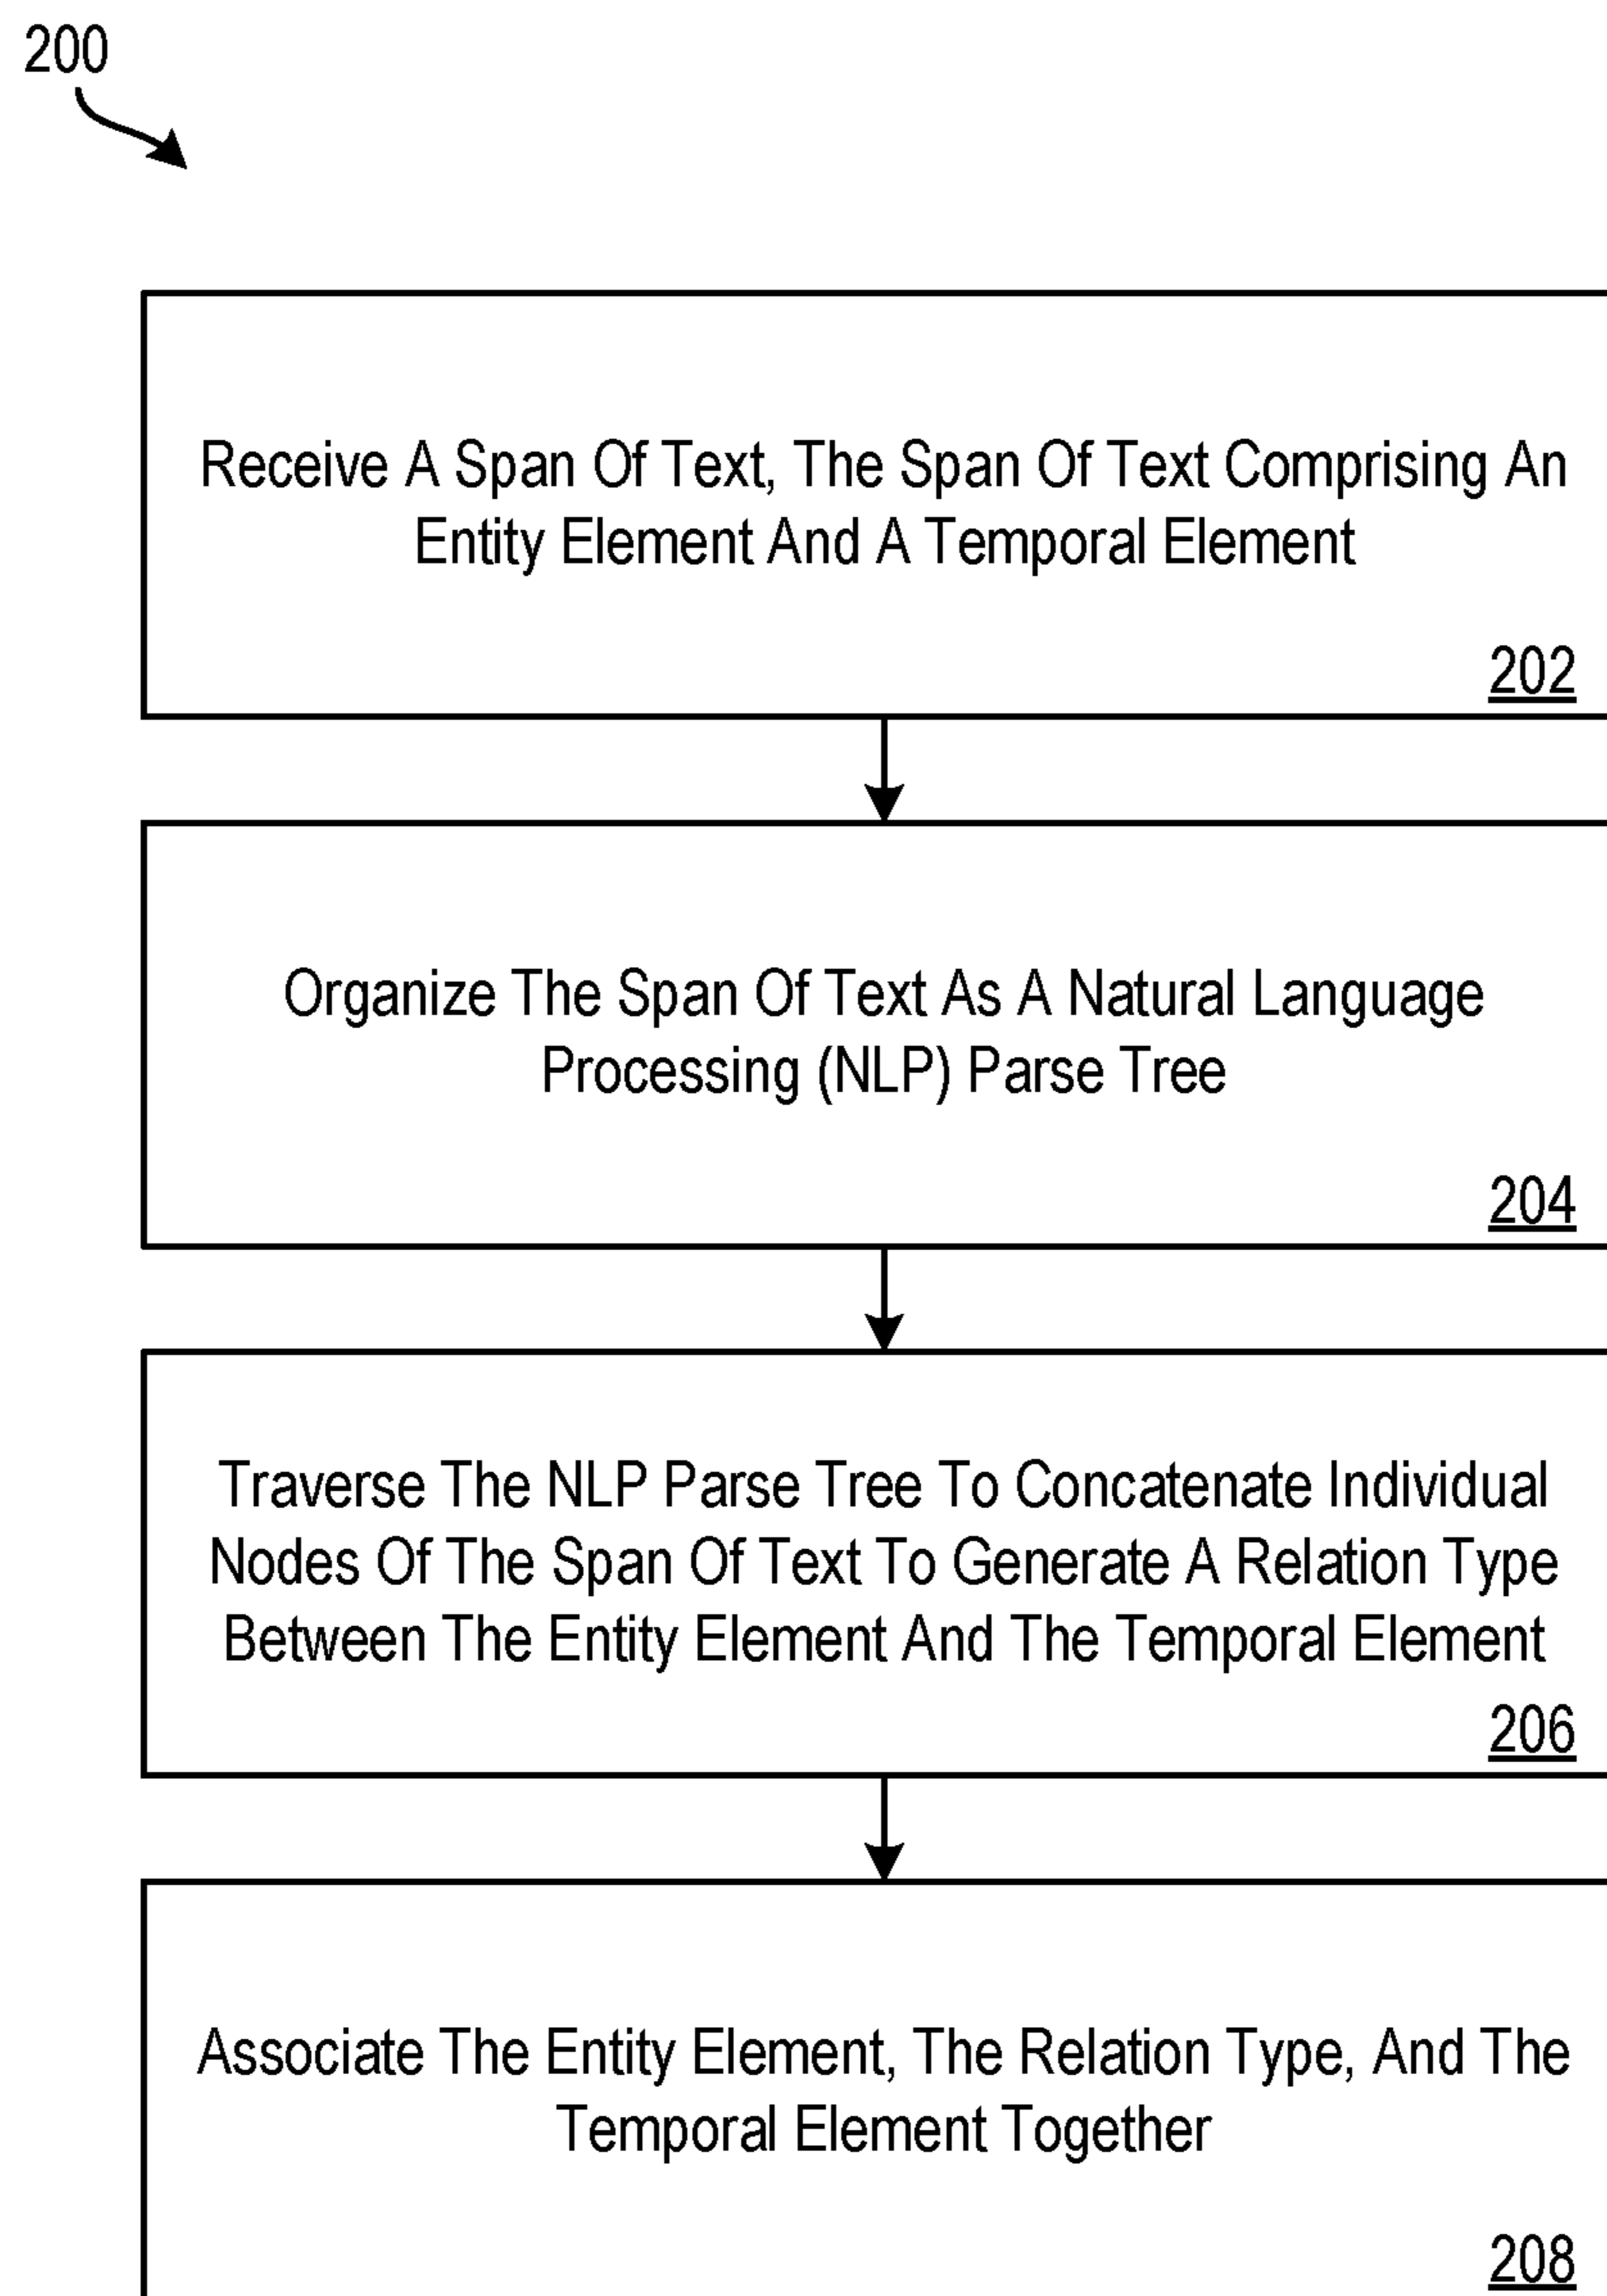 200
Receive A Span Of Text, The Span Of Text Comprising An
Entity Element And A Temporal Element
202
Organize The Span Of Text As A Natural Language
Processing (NLP) Parse Tree
204
Traverse The NLP Parse Tree To Concatenate Individual
Nodes Of The Span Of Text To Generate A Relation Type
Between The Entity Element And The Temporal Element
206
Associate The Entity Element, The Relation Type, And The
Temporal Element Together
208